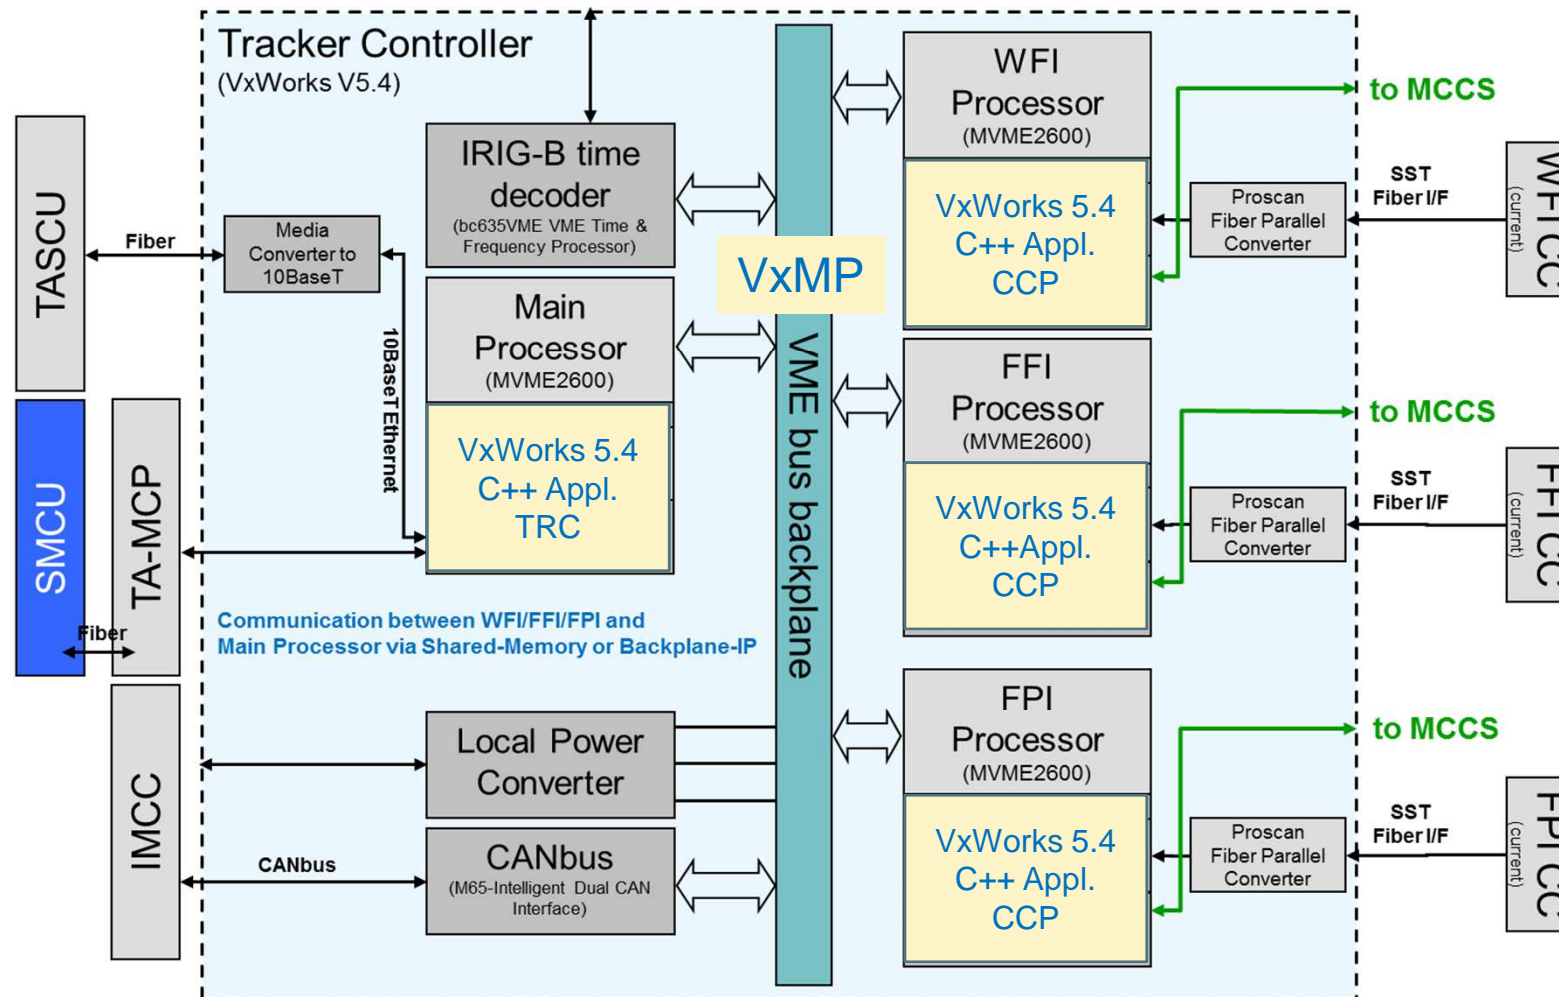 Tracker Controller
(VxWorks V5.4)
IRIG-B time
decoder
(bc635VME VME Time &
Frequency Processor)
Media
Converter to
10BaseT
Fiber
TASCU
10BaseT Ethernet
Main
Processor
(MVME2600)
VxWorks 5.4
C++ Appl.
TRC
SMCU
TA-MCP
Fiber
Communication between WFI/FFI/FPI and
Main Processor via Shared-Memory or Backplane-IP
Local Power
Converter
IMCC
CANbus
CANbus
(M65-Intelligent Dual CAN
Interface)
VxMP
VME bus backplane
WFI
Processor
(MVME2600)
VxWorks 5.4
C++ Appl.
CCP
to MCCS
Proscan
Fiber Parallel
Converter
SST
Fiber I/F
WFI CC
(current)
FFI
Processor
(MVME2600)
VxWorks 5.4
C++Appl.
CCP
to MCCS
Proscan
Fiber Parallel
Converter
SST
Fiber I/F
FFI CC
(current)
FPI
Processor
(MVME2600)
VxWorks 5.4
C++ Appl.
CCP
to MCCS
Proscan
Fiber Parallel
Converter
SST
Fiber I/F
FPI CC
(current)